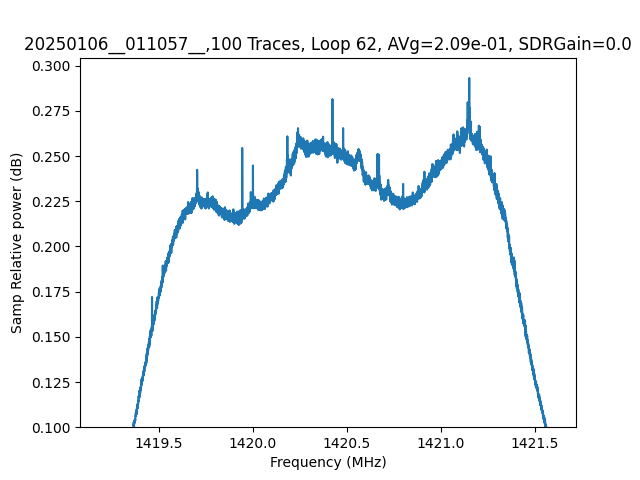 20250106__011057__,100 Traces, Loop 62, AVg=2.09e-01, SDRGain=0.0
0.300
0.275
0.250
0.225
0.200
0.175
0.150
0.125
0.100
Samp Relative power (dB)
1419.5 1420.0 1420.5 1421.0 1421.5
Frequency (MHz)